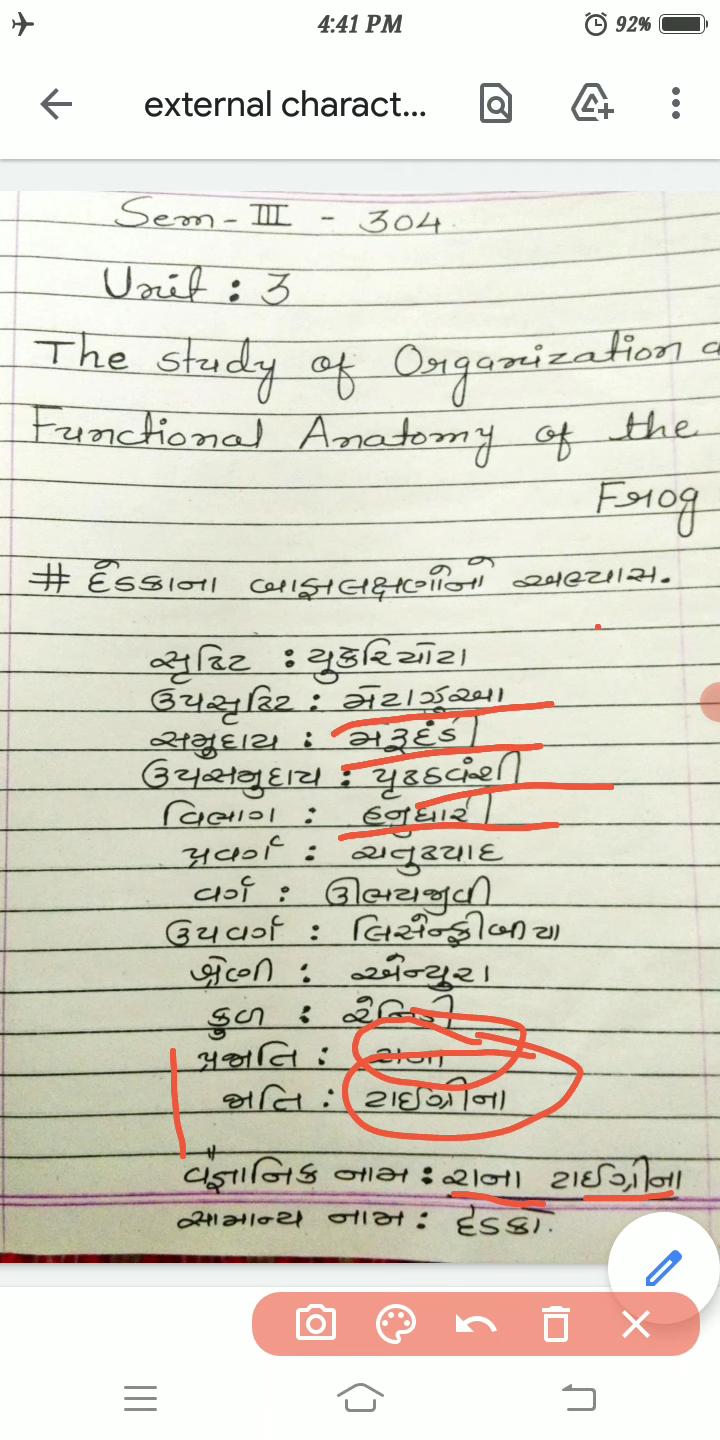 4:41 PM 92%
external charact...
Sem - III - 304.
Unit : 3
The study of Organization a
Functional Anatomy of the
Frog
# દેડકાના બાહ્યલક્ષણોનો અભ્યાસ.
સૃષ્ટિ : યુકેરિયોટા
ઉપસૃષ્ટિ : મેટાઝુઆ
સમુદાય : મેરૂદંડી
ઉપસમુદાય : પૃષ્ઠવંશી
વિભાગ : હનુધારી
પ્રવર્ગ : ચતુષ્પાદ
વર્ગ : ઊભયજીવી
ઉપવર્ગ : લિસેન્ફીબીયા
શ્રેણી : એન્યુરા
કુળ : રેનિડી
પ્રજાતિ : રાના
જાતિ : ટાઈગ્રીના
વૈજ્ઞાનિક નામ : રાના ટાઈગ્રીના
સામાન્ય નામ : દેડકા.